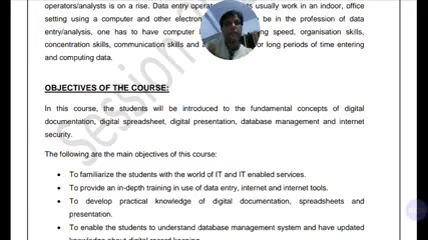 operators/analysts is on a rise. Data entry operat usually work in an indoor, office
setting using a computer and other electron be in the profession of data
entry/analysis, one has to have computer ng speed, organisation skills,
concentration skills, communication skills and a or long periods of time entering
and computing data.
OBJECTIVES OF THE COURSE:
In this course, the students will be introduced to the fundamental concepts of digital
documentation, digital spreadsheet, digital presentation, database management and internet
security.
The following are the main objectives of this course:
• To familiarize the students with the world of IT and IT enabled services.
• To provide an in-depth training in use of data entry, internet and internet tools.
• To develop practical knowledge of digital documentation, spreadsheets and
presentation.
• To enable the students to understand database management system and have updated
knowledge about digital record keeping.
Session